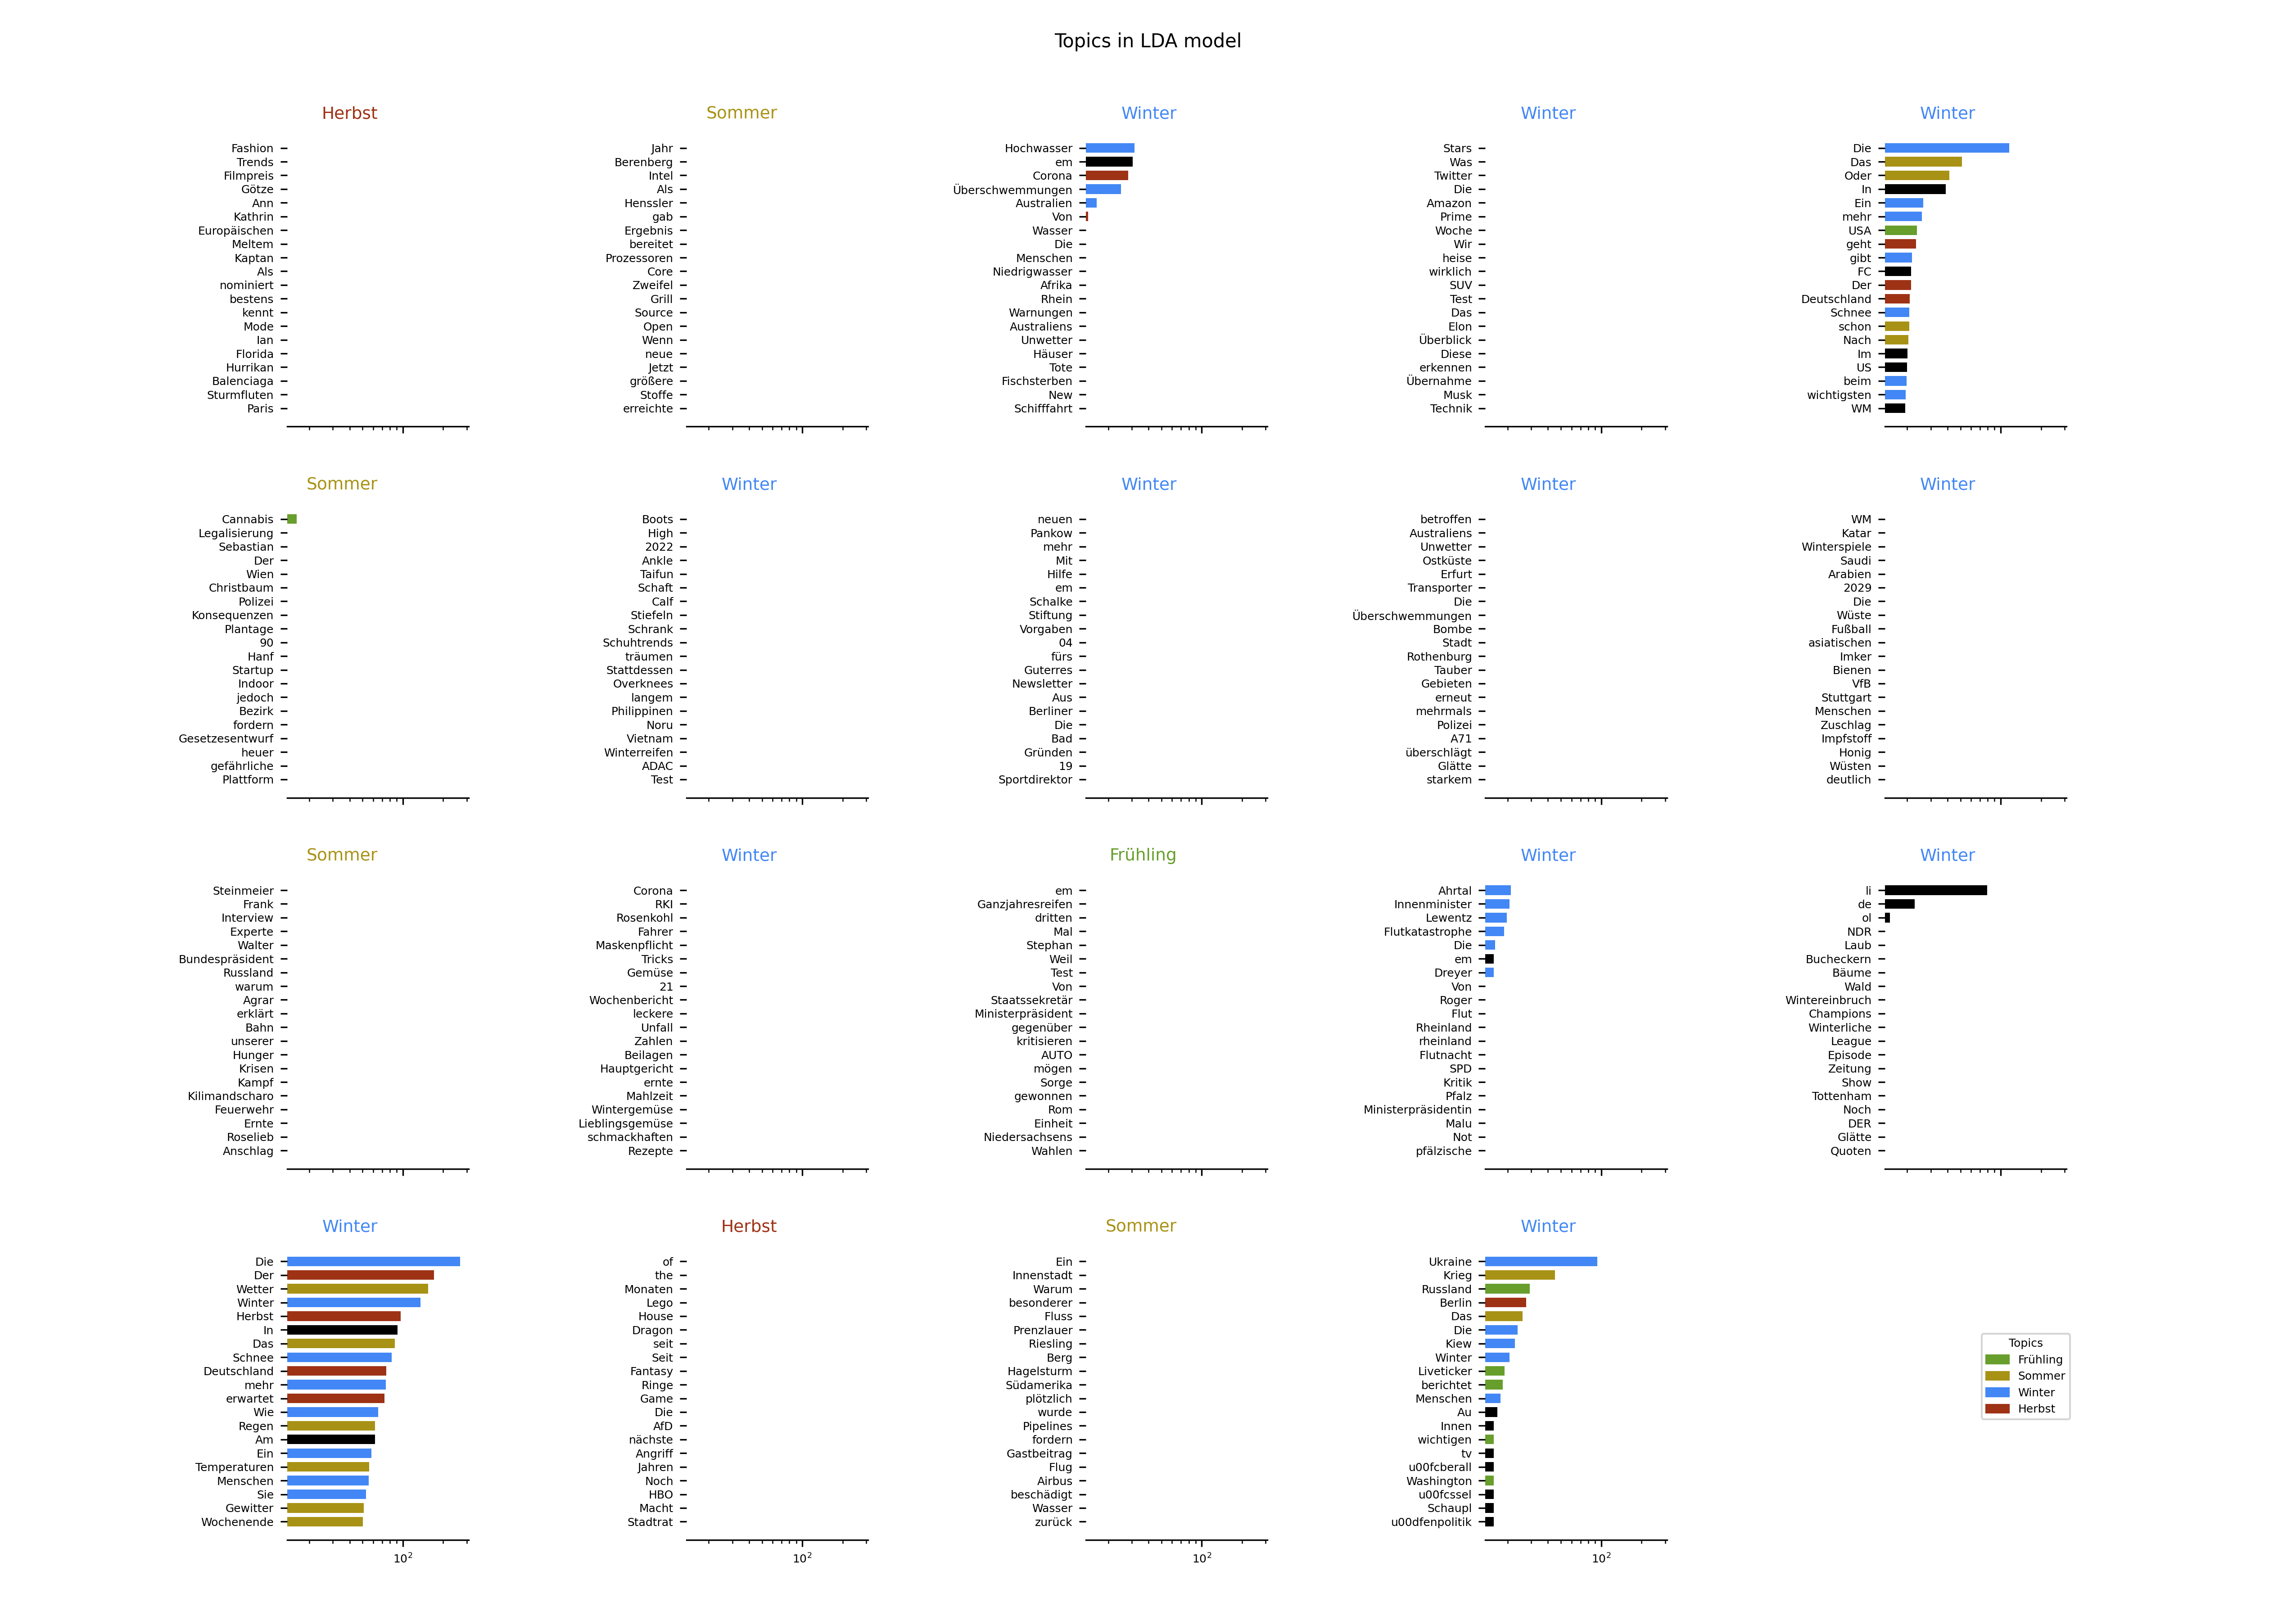 Topics in LDA model
Herbst
Fashion
Trends
Filmpreis
Götze
Ann
Kathrin
Europäischen
Meltem
Kaptan
Als
nominiert
bestens
kennt
Mode
Ian
Florida
Hurrikan
Balenciaga
Sturmfluten
Paris
Sommer
Jahr
Berenberg
Intel
Als
Henssler
gab
Ergebnis
bereitet
Prozessoren
Core
Zweifel
Grill
Source
Open
Wenn
neue
Jetzt
größere
Stoffe
erreichte
Winter
Hochwasser
em
Corona
Überschwemmungen
Australien
Von
Wasser
Die
Menschen
Niedrigwasser
Afrika
Rhein
Warnungen
Australiens
Unwetter
Häuser
Tote
Fischsterben
New
Schifffahrt
Winter
Stars
Was
Twitter
Die
Amazon
Prime
Woche
Wir
heise
wirklich
SUV
Test
Das
Elon
Überblick
Diese
erkennen
Übernahme
Musk
Technik
Winter
Die
Das
Oder
In
Ein
mehr
USA
geht
gibt
FC
Der
Deutschland
Schnee
schon
Nach
Im
US
beim
wichtigsten
WM
Sommer
Cannabis
Legalisierung
Sebastian
Der
Wien
Christbaum
Polizei
Konsequenzen
Plantage
90
Hanf
Startup
Indoor
jedoch
Bezirk
fordern
Gesetzesentwurf
heuer
gefährliche
Plattform
Winter
Boots
High
2022
Ankle
Taifun
Schaft
Calf
Stiefeln
Schrank
Schuhtrends
träumen
Stattdessen
Overknees
langem
Philippinen
Noru
Vietnam
Winterreifen
ADAC
Test
Winter
neuen
Pankow
mehr
Mit
Hilfe
em
Schalke
Stiftung
Vorgaben
04
fürs
Guterres
Newsletter
Aus
Berliner
Die
Bad
Gründen
19
Sportdirektor
Winter
betroffen
Australiens
Unwetter
Ostküste
Erfurt
Transporter
Die
Überschwemmungen
Bombe
Stadt
Rothenburg
Tauber
Gebieten
erneut
mehrmals
Polizei
A71
überschlägt
Glätte
starkem
Winter
WM
Katar
Winterspiele
Saudi
Arabien
2029
Die
Wüste
Fußball
asiatischen
Imker
Bienen
VfB
Stuttgart
Menschen
Zuschlag
Impfstoff
Honig
Wüsten
deutlich
Sommer
Steinmeier
Frank
Interview
Experte
Walter
Bundespräsident
Russland
warum
Agrar
erklärt
Bahn
unserer
Hunger
Krisen
Kampf
Kilimandscharo
Feuerwehr
Ernte
Roselieb
Anschlag
Winter
Corona
RKI
Rosenkohl
Fahrer
Maskenpflicht
Tricks
Gemüse
21
Wochenbericht
leckere
Unfall
Zahlen
Beilagen
Hauptgericht
ernte
Mahlzeit
Wintergemüse
Lieblingsgemüse
schmackhaften
Rezepte
Frühling
em
Ganzjahresreifen
dritten
Mal
Stephan
Weil
Test
Von
Staatssekretär
Ministerpräsident
gegenüber
kritisieren
AUTO
mögen
Sorge
gewonnen
Rom
Einheit
Niedersachsens
Wahlen
Winter
Ahrtal
Innenminister
Lewentz
Flutkatastrophe
Die
em
Dreyer
Von
Roger
Flut
Rheinland
rheinland
Flutnacht
SPD
Kritik
Pfalz
Ministerpräsidentin
Malu
Not
pfälzische
Winter
li
de
ol
NDR
Laub
Bucheckern
Bäume
Wald
Wintereinbruch
Champions
Winterliche
League
Episode
Zeitung
Show
Tottenham
Noch
DER
Glätte
Quoten
Winter
Die
Der
Wetter
Winter
Herbst
In
Das
Schnee
Deutschland
mehr
erwartet
Wie
Regen
Am
Ein
Temperaturen
Menschen
Sie
Gewitter
Wochenende
10²
Herbst
of
the
Monaten
Lego
House
Dragon
seit
Seit
Fantasy
Ringe
Game
Die
AfD
nächste
Angriff
Jahren
Noch
HBO
Macht
Stadtrat
10²
Sommer
Ein
Innenstadt
Warum
besonderer
Fluss
Prenzlauer
Riesling
Berg
Hagelsturm
Südamerika
plötzlich
wurde
Pipelines
fordern
Gastbeitrag
Flug
Airbus
beschädigt
Wasser
zurück
10²
Winter
Ukraine
Krieg
Russland
Berlin
Das
Die
Kiew
Winter
Liveticker
berichtet
Menschen
Au
Innen
wichtigen
tv
u00fcberall
Washington
u00fcssel
Schaupl
u00dfenpolitik
10²
Topics
Frühling
Sommer
Winter
Herbst